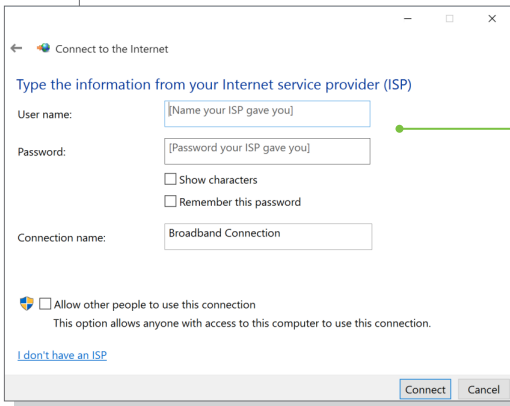 Connect to the Internet
Type the information from your Internet service provider (ISP)
User name:
[Name your ISP gave you]
Password:
[Password your ISP gave you]
Show characters
Remember this password
Connection name:
Broadband Connection
Allow other people to use this connection
This option allows anyone with access to this computer to use this connection.
I don't have an ISP
Connect
Cancel